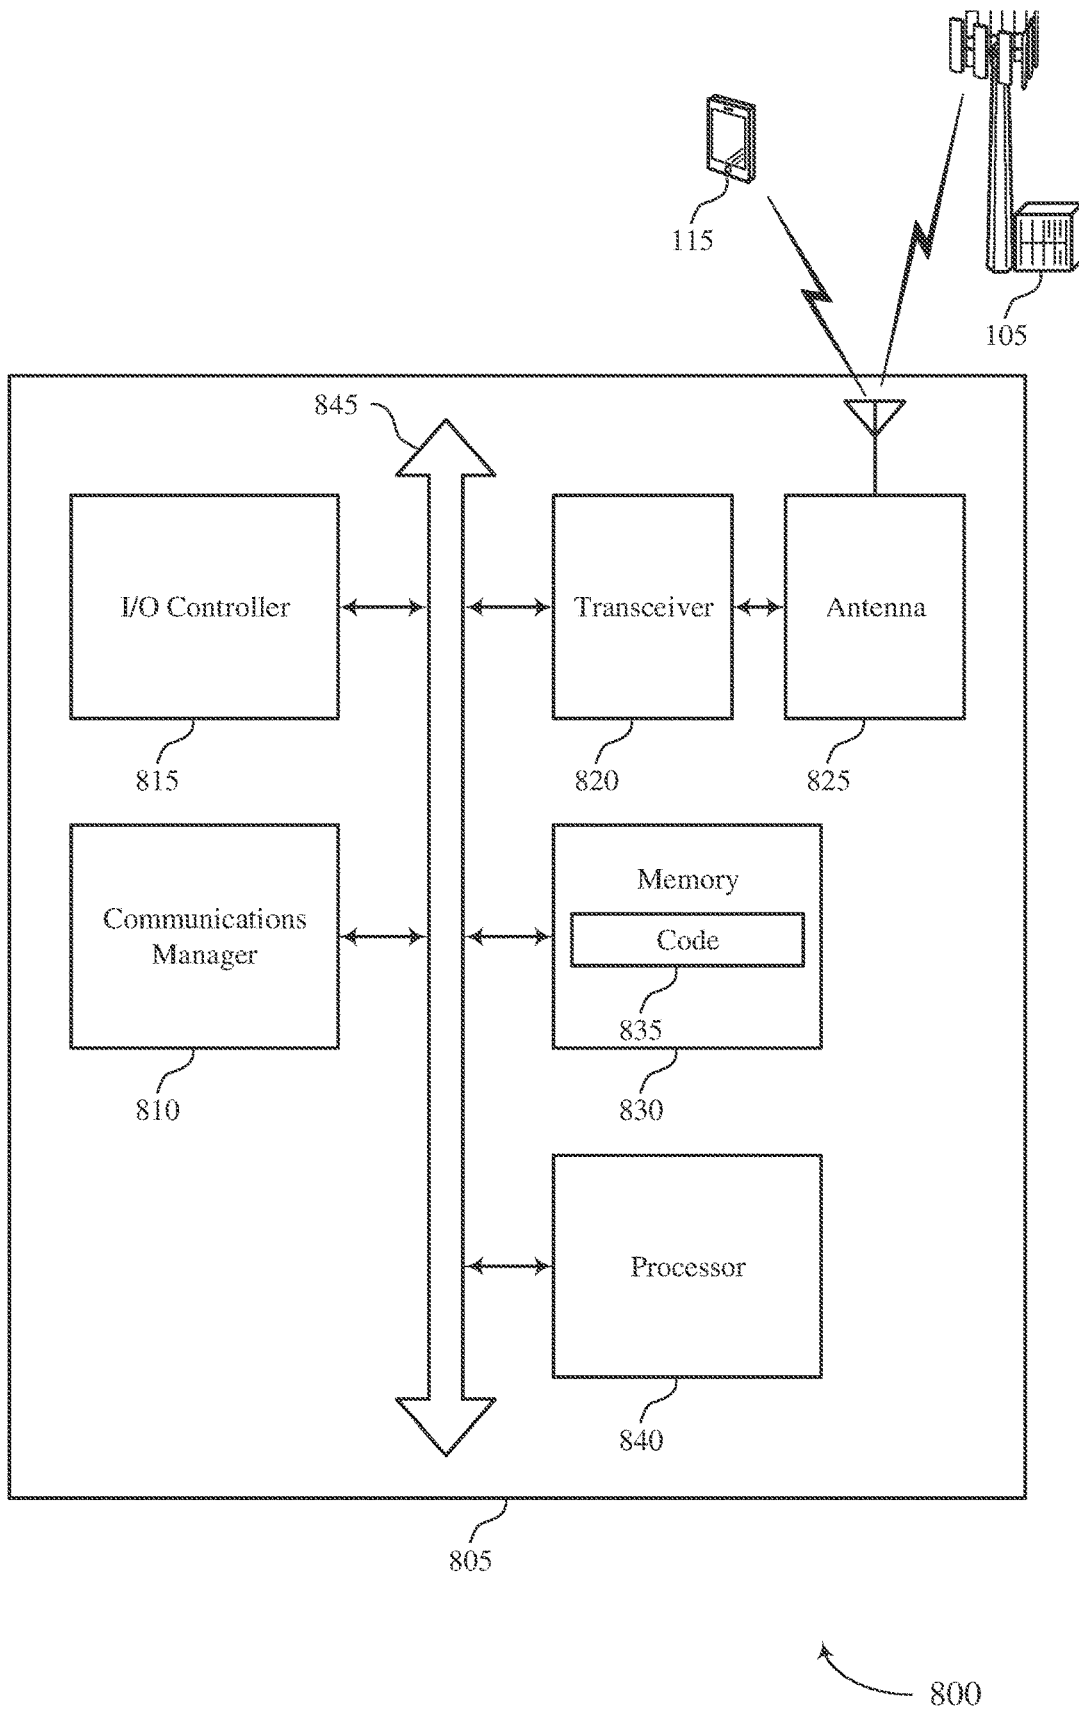 115
105
845
I/O Controller
Transceiver
Antenna
815
820
825
Communications
Manager
Memory
Code
835
810
830
Processor
840
805
800